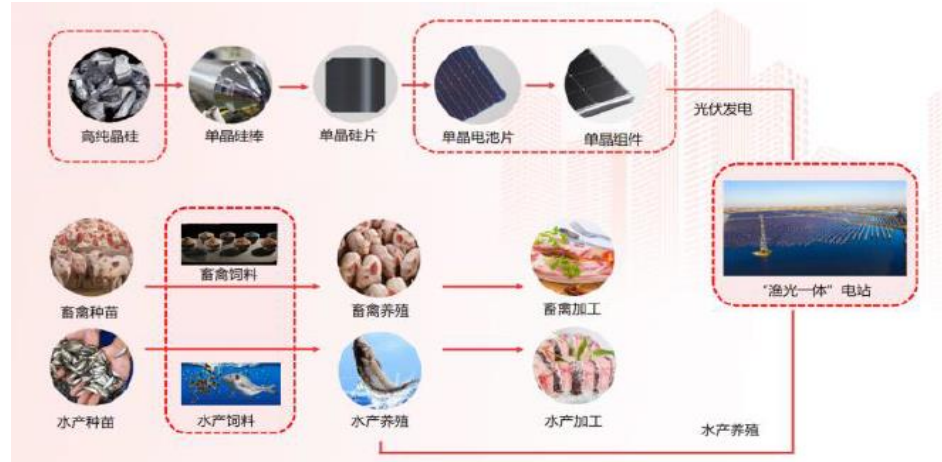 高纯晶硅
单晶硅棒
单晶硅片
单晶电池片
单晶组件
光伏发电
畜禽饲料
“渔光一体”电站
畜禽种苗
畜禽养殖
畜禽加工
水产种苗
水产饲料
水产养殖
水产加工
水产养殖